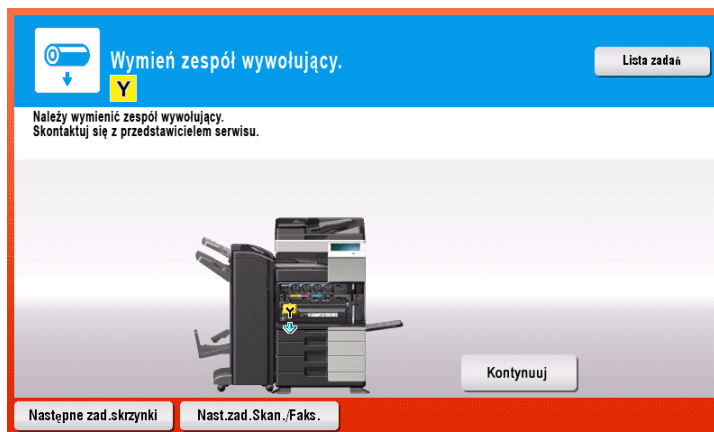 Wymień zespół wywołujący.
Lista zadań
Y
Należy wymienić zespół wywołujący.
Skontaktuj się z przedstawicielem serwisu.
Y
Kontynuuj
Następne zad.skrzynki
Nast.zad.Skan./Faks.